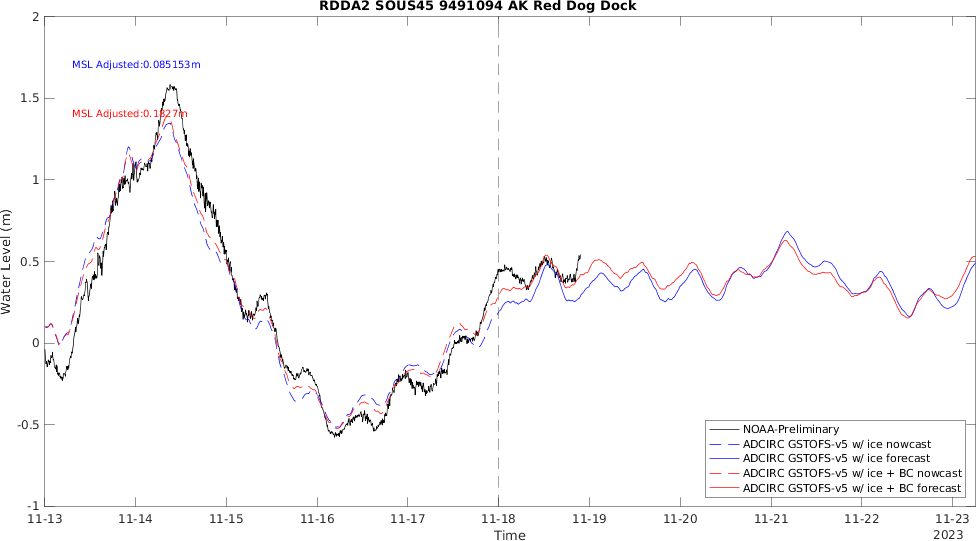 RDDA2 SOUS45 9491094 AK Red Dog Dock
2
1.5
1
0.5
0
-0.5
-1
Water Level (m)
MSL Adjusted:0.085153m
MSL Adjusted:0.1827m
NOAA-Preliminary
ADCIRC GSTOFS-v5 w/ ice nowcast
ADCIRC GSTOFS-v5 w/ ice forecast
ADCIRC GSTOFS-v5 w/ ice + BC nowcast
ADCIRC GSTOFS-v5 w/ ice + BC forecast
11-13 11-14 11-15 11-16 11-17 11-18 11-19 11-20 11-21 11-22 11-23
Time
2023